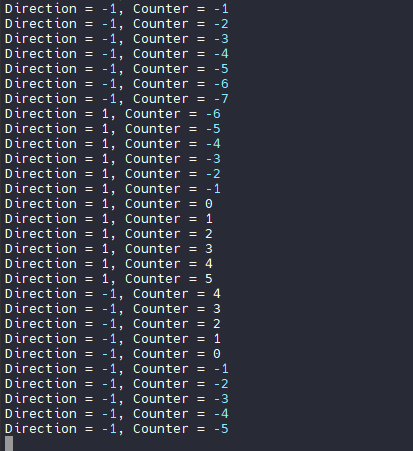 Direction = -1, Counter = -1
Direction = -1, Counter = -2
Direction = -1, Counter = -3
Direction = -1, Counter = -4
Direction = -1, Counter = -5
Direction = -1, Counter = -6
Direction = -1, Counter = -7
Direction = 1, Counter = -6
Direction = 1, Counter = -5
Direction = 1, Counter = -4
Direction = 1, Counter = -3
Direction = 1, Counter = -2
Direction = 1, Counter = -1
Direction = 1, Counter = 0
Direction = 1, Counter = 1
Direction = 1, Counter = 2
Direction = 1, Counter = 3
Direction = 1, Counter = 4
Direction = 1, Counter = 5
Direction = -1, Counter = 4
Direction = -1, Counter = 3
Direction = -1, Counter = 2
Direction = -1, Counter = 1
Direction = -1, Counter = 0
Direction = -1, Counter = -1
Direction = -1, Counter = -2
Direction = -1, Counter = -3
Direction = -1, Counter = -4
Direction = -1, Counter = -5